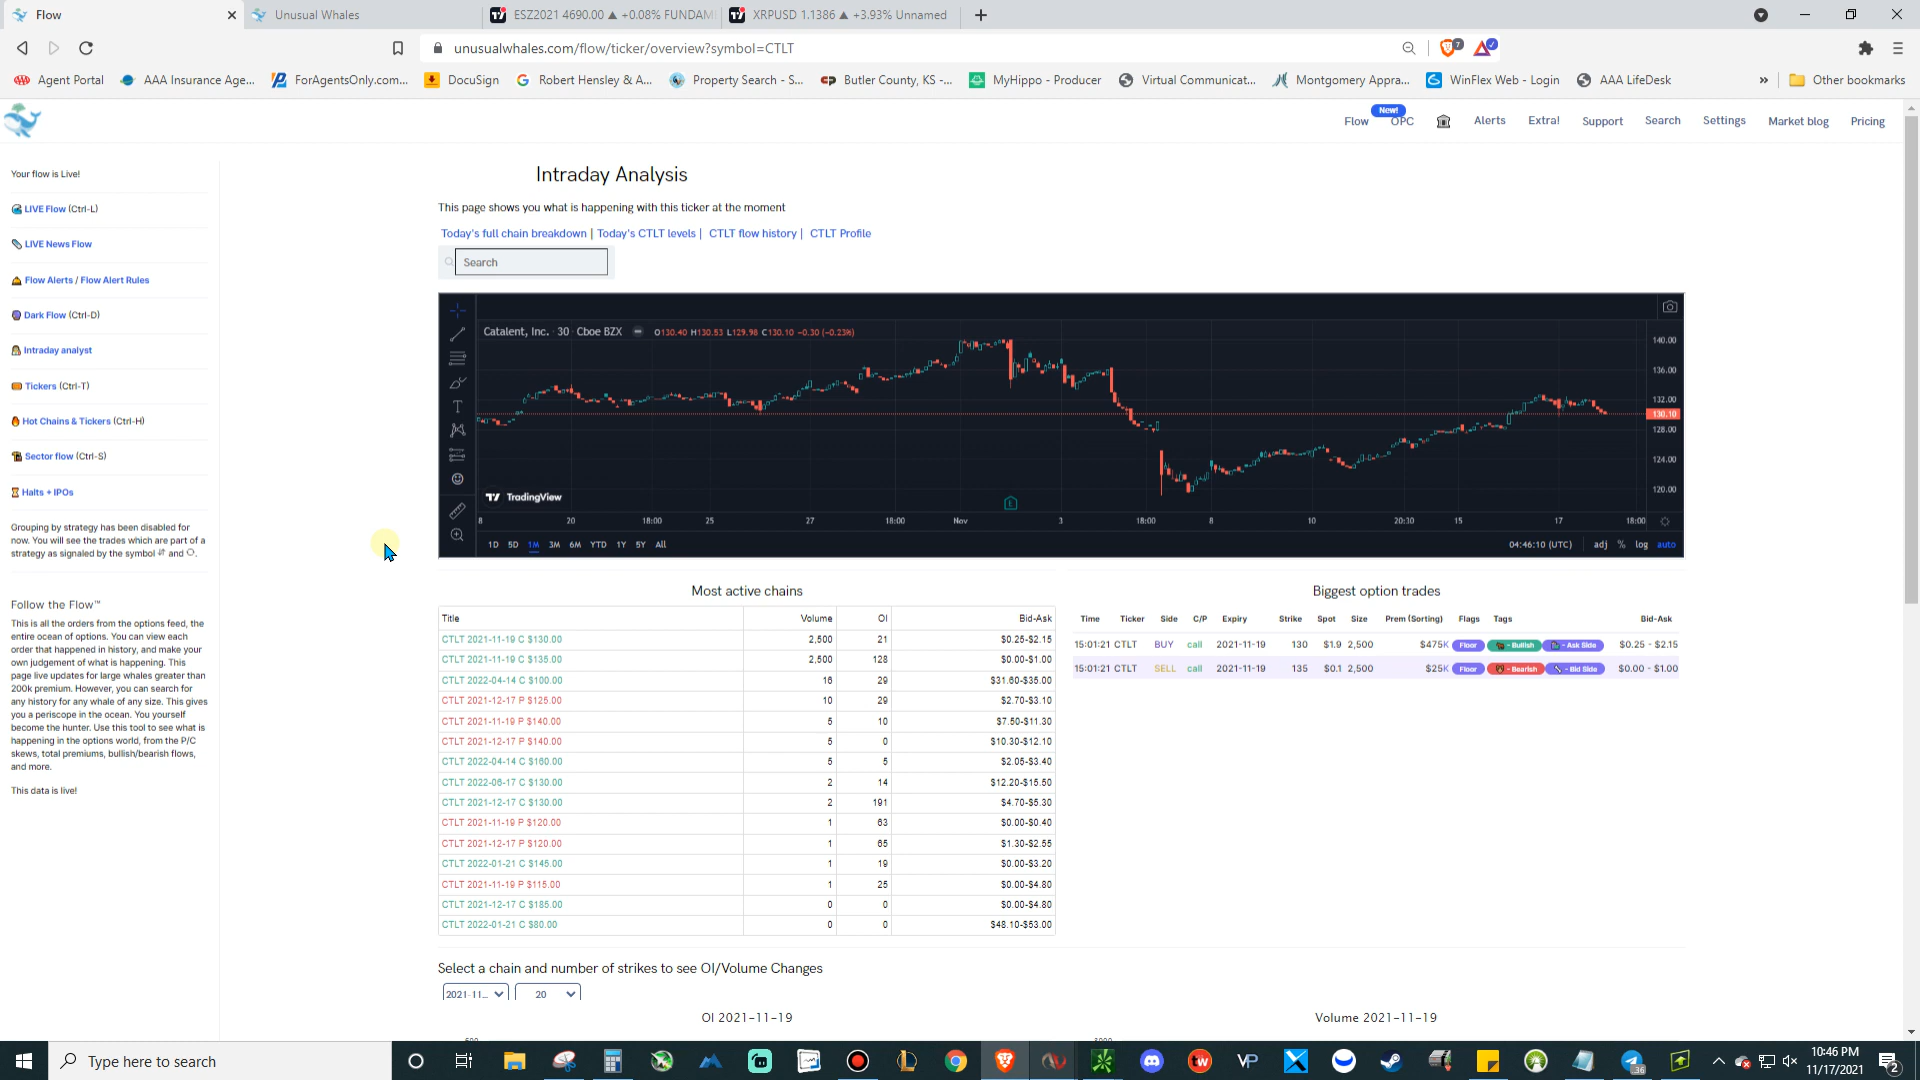 Flow
Unusual Whales
ESZ2021 4690.00 ▲ +0.08% FUNDAM
XRPUSD 1.1386 ▲ +3.93% Unnamed
unusualwhales.com/flow/ticker/overview?symbol=CTLT
7
Agent Portal
AAA Insurance Age...
ForAgentsOnly.com...
DocuSign
Robert Hensley & A...
Property Search - S...
Butler County, KS -...
MyHippo - Producer
Virtual Communicat...
Montgomery Appra...
WinFlex Web - Login
AAA LifeDesk
» Other bookmarks
Flow
New!
OPC
Alerts
Extra!
Support
Search
Settings
Market blog
Pricing
Your flow is Live!
LIVE Flow (Ctrl-L)
LIVE News Flow
Flow Alerts / Flow Alert Rules
Dark Flow (Ctrl-D)
Intraday analyst
Tickers (Ctrl-T)
Hot Chains & Tickers (Ctrl-H)
Sector flow (Ctrl-S)
Halts + IPOs
Grouping by strategy has been disabled for
now. You will see the trades which are part of a
strategy as signaled by the symbol ⇵ and ⟳.
Follow the Flow™
This is all the orders from the options feed, the
entire ocean of options. You can view each
order that happened in history, and make your
own judgement of what is happening. This
page live updates for large whales greater than
200k premium. However, you can search for
any history for any whale of any size. This gives
you a periscope in the ocean. You yourself
become the hunter. Use this tool to see what is
happening in the options world, from the P/C
skews, total premiums, bullish/bearish flows,
and more.
This data is live!
Intraday Analysis
This page shows you what is happening with this ticker at the moment
Today's full chain breakdown | Today's CTLT levels | CTLT flow history | CTLT Profile
Search
Catalent, Inc. · 30 · Cboe BZX O130.40 H130.53 L129.98 C130.10 -0.30 (-0.23%)
140.00
136.00
132.00
130.10
128.00
124.00
120.00
TradingView
E
8 20 18:00 25 27 18:00 Nov 3 18:00 8 10 20:30 15 17 18:00
1D 5D 1M 3M 6M YTD 1Y 5Y All
04:46:10 (UTC) adj % log auto
Most active chains
Title Volume OI Bid-Ask
CTLT 2021-11-19 C $130.00 2,500 21 $0.25-$2.15
CTLT 2021-11-19 C $135.00 2,500 128 $0.00-$1.00
CTLT 2022-04-14 C $100.00 16 29 $31.60-$35.00
CTLT 2021-12-17 P $125.00 10 29 $2.70-$3.10
CTLT 2021-11-19 P $140.00 5 10 $7.50-$11.30
CTLT 2021-12-17 P $140.00 5 0 $10.30-$12.10
CTLT 2022-04-14 C $160.00 5 5 $2.05-$3.40
CTLT 2022-06-17 C $130.00 2 14 $12.20-$15.50
CTLT 2021-12-17 C $130.00 2 191 $4.70-$5.30
CTLT 2021-11-19 P $120.00 1 63 $0.00-$0.40
CTLT 2021-12-17 P $120.00 1 65 $1.30-$2.55
CTLT 2022-01-21 C $145.00 1 19 $0.00-$3.20
CTLT 2021-11-19 P $115.00 1 25 $0.00-$4.80
CTLT 2021-12-17 C $185.00 0 0 $0.00-$4.80
CTLT 2022-01-21 C $80.00 0 0 $48.10-$53.00
Biggest option trades
Time Ticker Side C/P Expiry Strike Spot Size Prem (Sorting) Flags Tags Bid-Ask
15:01:21 CTLT BUY call 2021-11-19 130 $1.9 2,500 $475K Floor - Bullish - Ask Side $0.25 - $2.15
15:01:21 CTLT SELL call 2021-11-19 135 $0.1 2,500 $25K Floor - Bearish - Bid Side $0.00 - $1.00
Select a chain and number of strikes to see OI/Volume Changes
2021-11...
20
OI 2021-11-19
Volume 2021-11-19
Type here to search
tw
VP
36
10:46 PM
11/17/2021
2